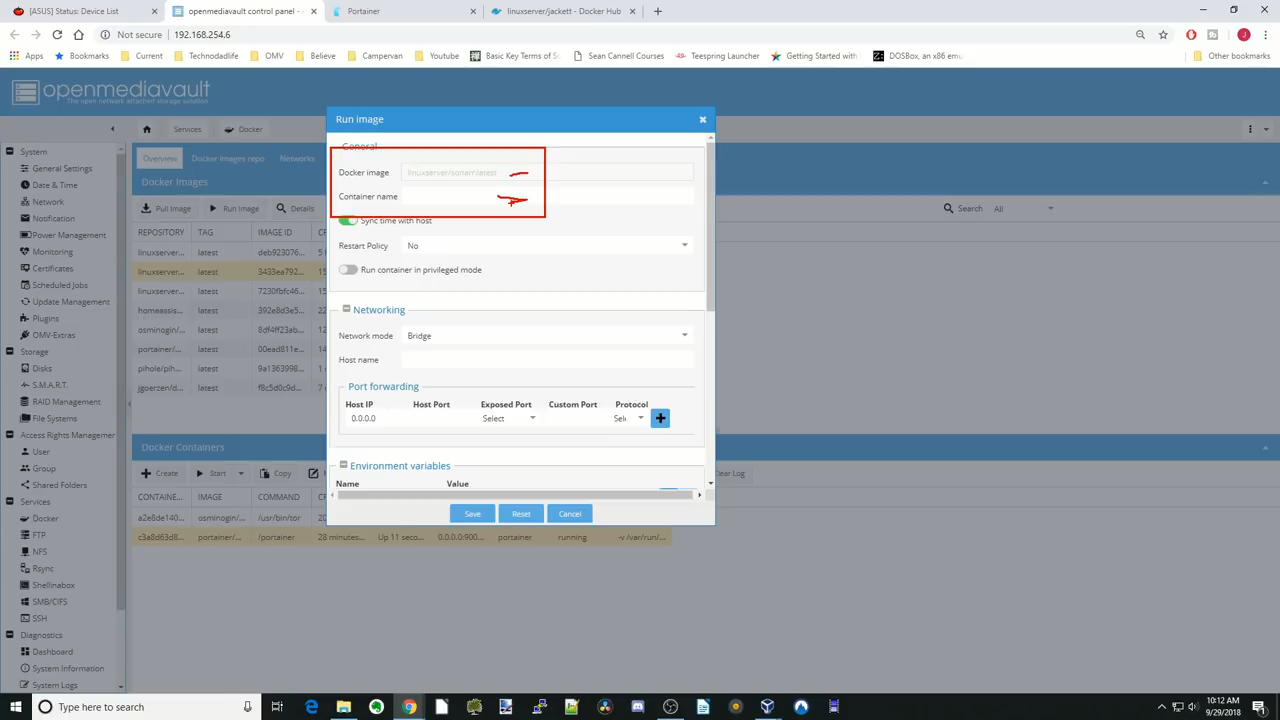 [ASUS] Status: Device List
openmediavault control panel -
Portainer
linuxserver/jackett - Docker Hub
Not secure
192.168.254.6
Apps
Bookmarks
Current
Technodadlife
OMV
Believe
Campervan
Youtube
Basic Key Terms of Sc
Sean Cannell Courses
Teespring Launcher
Getting Started with
DOSBox, an x86 emu
Other bookmarks
openmediavault
The open network attached storage solution
Services
Docker
Overview
Docker Images repo
Networks
Docker Images
Pull Image
Run Image
Details
Search
All
REPOSITORY
TAG
IMAGE ID
linuxserver...
latest
deb923076...
linuxserver...
latest
3433ea792...
linuxserver...
latest
7230fbfc46...
homeassis...
latest
392e8d3e5...
osminogin/...
latest
8df4ff23ab...
portainer/...
latest
00ead811e...
pihole/pih...
latest
9a1363998...
jgoerzen/d...
latest
f8c5d0c9d...
System
General Settings
Date & Time
Network
Notification
Power Management
Monitoring
Certificates
Scheduled Jobs
Update Management
Plugins
OMV-Extras
Storage
Disks
S.M.A.R.T.
RAID Management
File Systems
Access Rights Managemer
User
Group
Shared Folders
Services
Docker
FTP
NFS
Rsync
Shellinabox
SMB/CIFS
SSH
Diagnostics
Dashboard
System Information
System Logs
Run image
General
Docker image
linuxserver/sonarr:latest
Container name
Sync time with host
Restart Policy
No
Run container in privileged mode
Networking
Network mode
Bridge
Host name
Port forwarding
Host IP
Host Port
Exposed Port
Custom Port
Protocol
0.0.0.0
Select
Sel
Environment variables
Name
Value
Save
Reset
Cancel
Docker Containers
Create
Start
Copy
ear Log
CONTAINE...
IMAGE
COMMAND
a2e8de140...
osminogin/...
/usr/bin/tor
c3a8d63d8...
portainer/...
/portainer
28 minutes...
Up 11 seco...
0.0.0.0:900...
portainer
running
-v /var/run/...
Type here to search
10:12 AM
9/29/2018